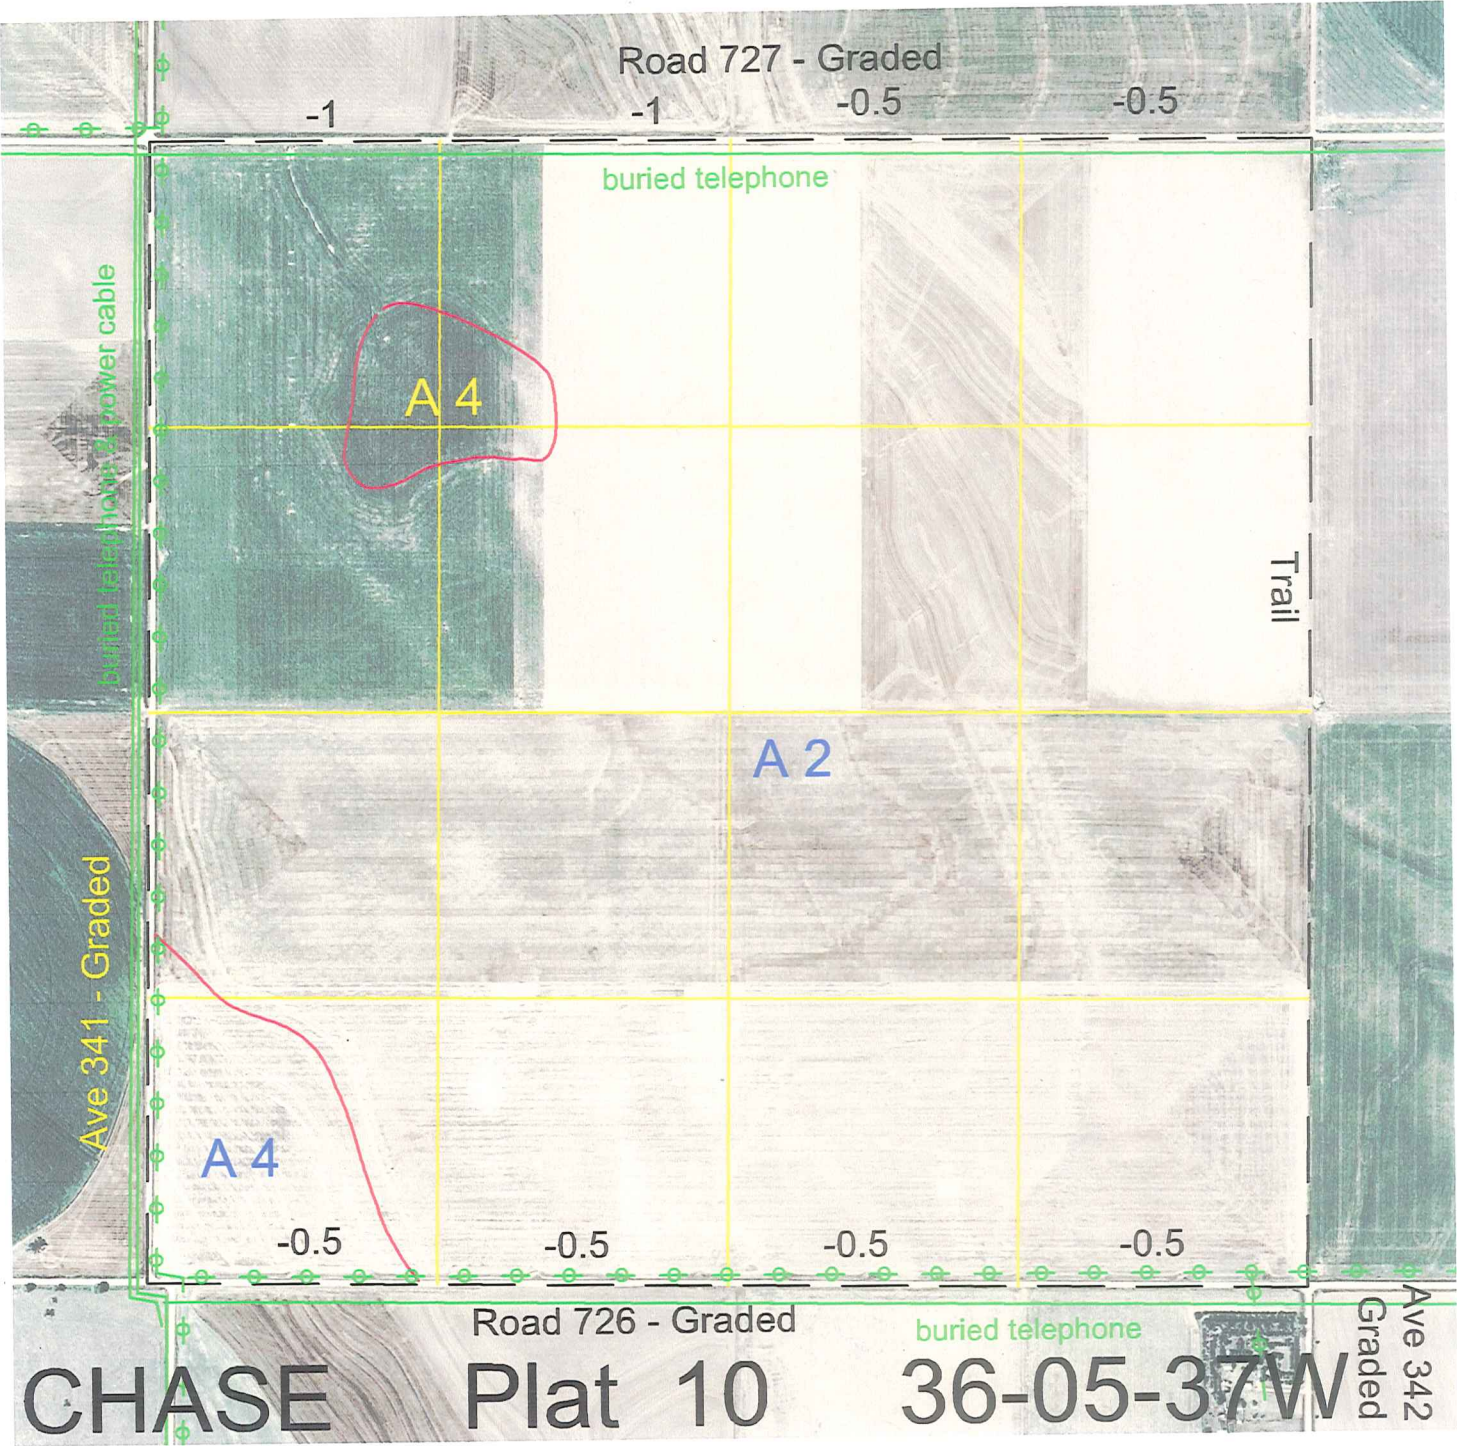 Road 727 - Graded
-1 -1 -0.5 -0.5
buried telephone
buried telephone & power cable
A 4
Trail
A 2
Ave 341 - Graded
A 4
-0.5 -0.5 -0.5 -0.5
Road 726 - Graded
buried telephone
Ave 342
Graded
CHASE Plat 10 36-05-37W